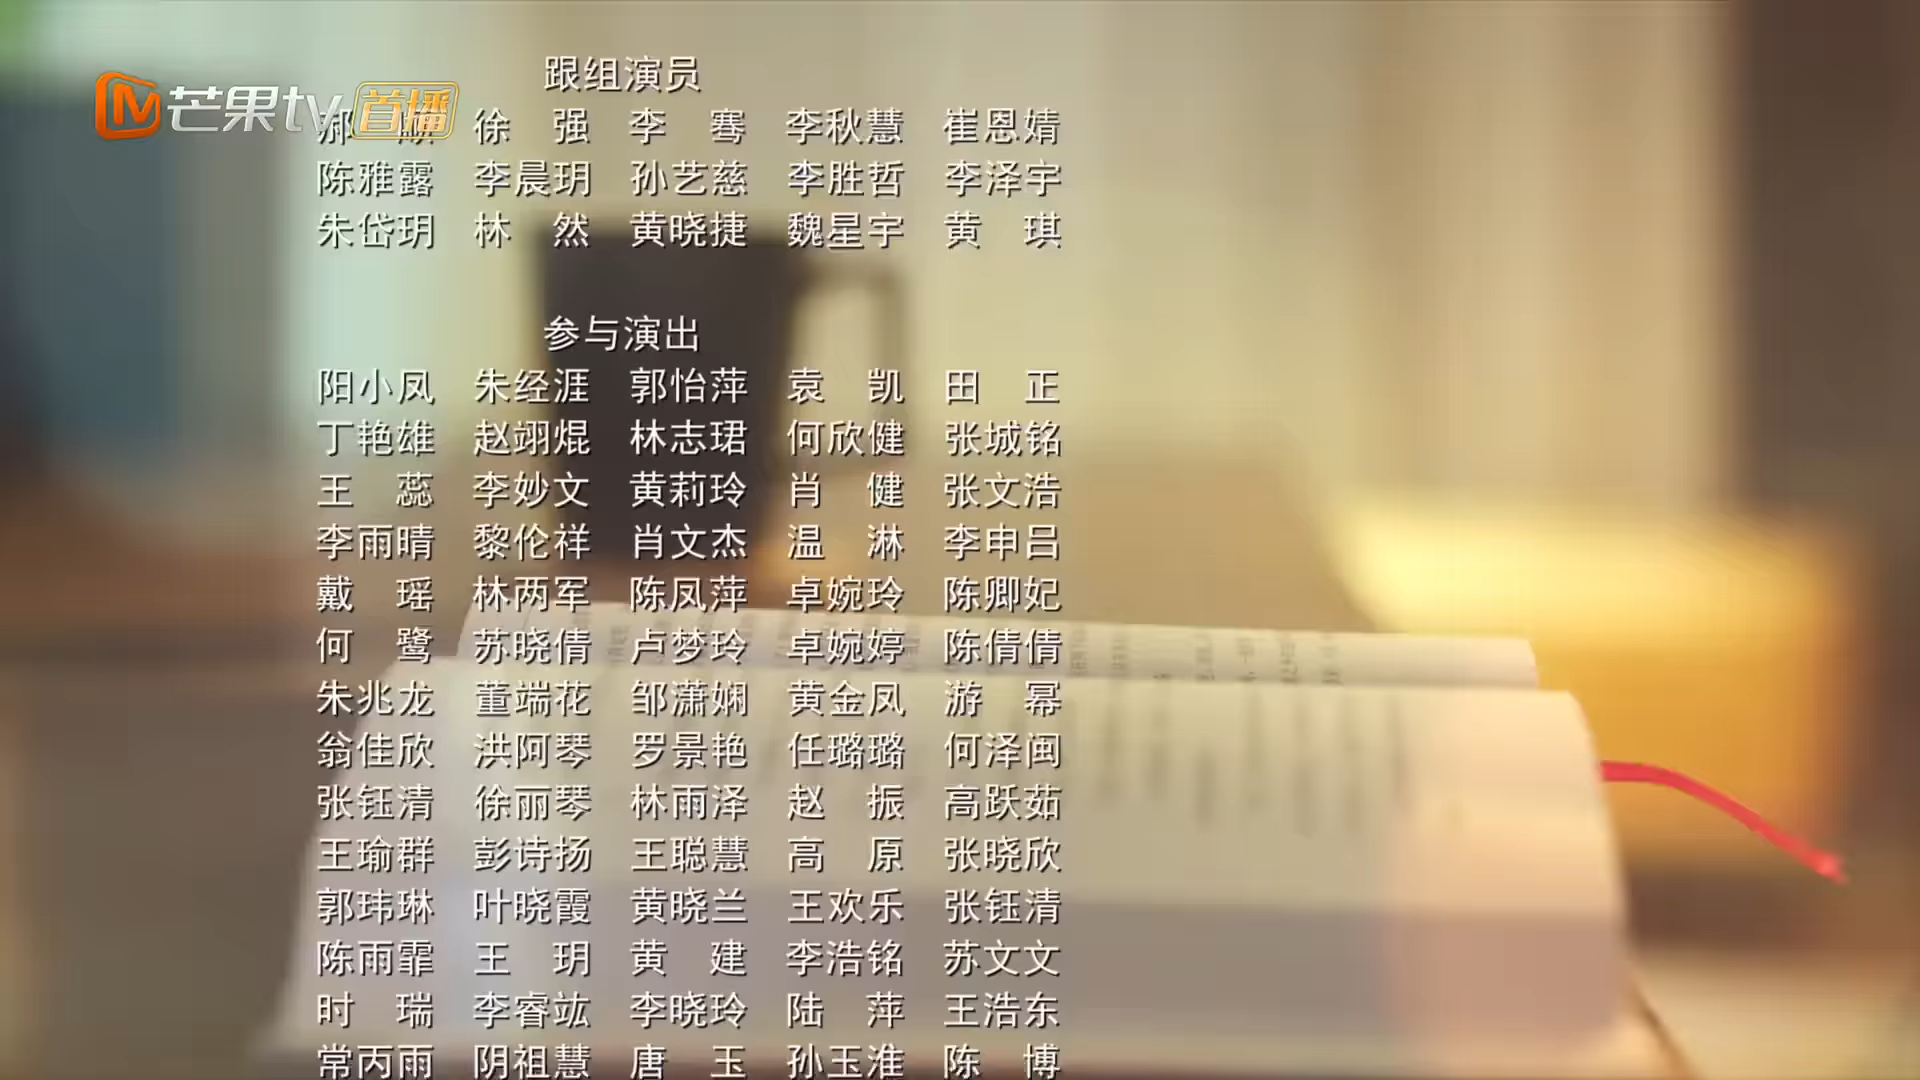 芒果tv 首播
跟组演员
郝 徐 强 李 骞 李秋慧 崔恩婧
陈雅露 李晨玥 孙艺慈 李胜哲 李泽宇
朱岱玥 林 然 黄晓捷 魏星宇 黄 琪
参与演出
阳小凤 朱经涯 郭怡萍 袁 凯 田 正
丁艳雄 赵翊焜 林志珺 何欣健 张城铭
王 蕊 李妙文 黄莉玲 肖 健 张文浩
李雨晴 黎伦祥 肖文杰 温 淋 李申吕
戴 瑶 林两军 陈凤萍 卓婉玲 陈卿妃
何 鹭 苏晓倩 卢梦玲 卓婉婷 陈倩倩
朱兆龙 董端花 邹潇娴 黄金凤 游 幂
翁佳欣 洪阿琴 罗景艳 任璐璐 何泽闽
张钰清 徐丽琴 林雨泽 赵 振 高跃茹
王瑜群 彭诗扬 王聪慧 高 原 张晓欣
郭玮琳 叶晓霞 黄晓兰 王欢乐 张钰清
陈雨霏 王 玥 黄 建 李浩铭 苏文文
时 瑞 李睿竑 李晓玲 陆 萍 王浩东
常丙雨 阴祖慧 唐 玉 孙玉淮 陈 博